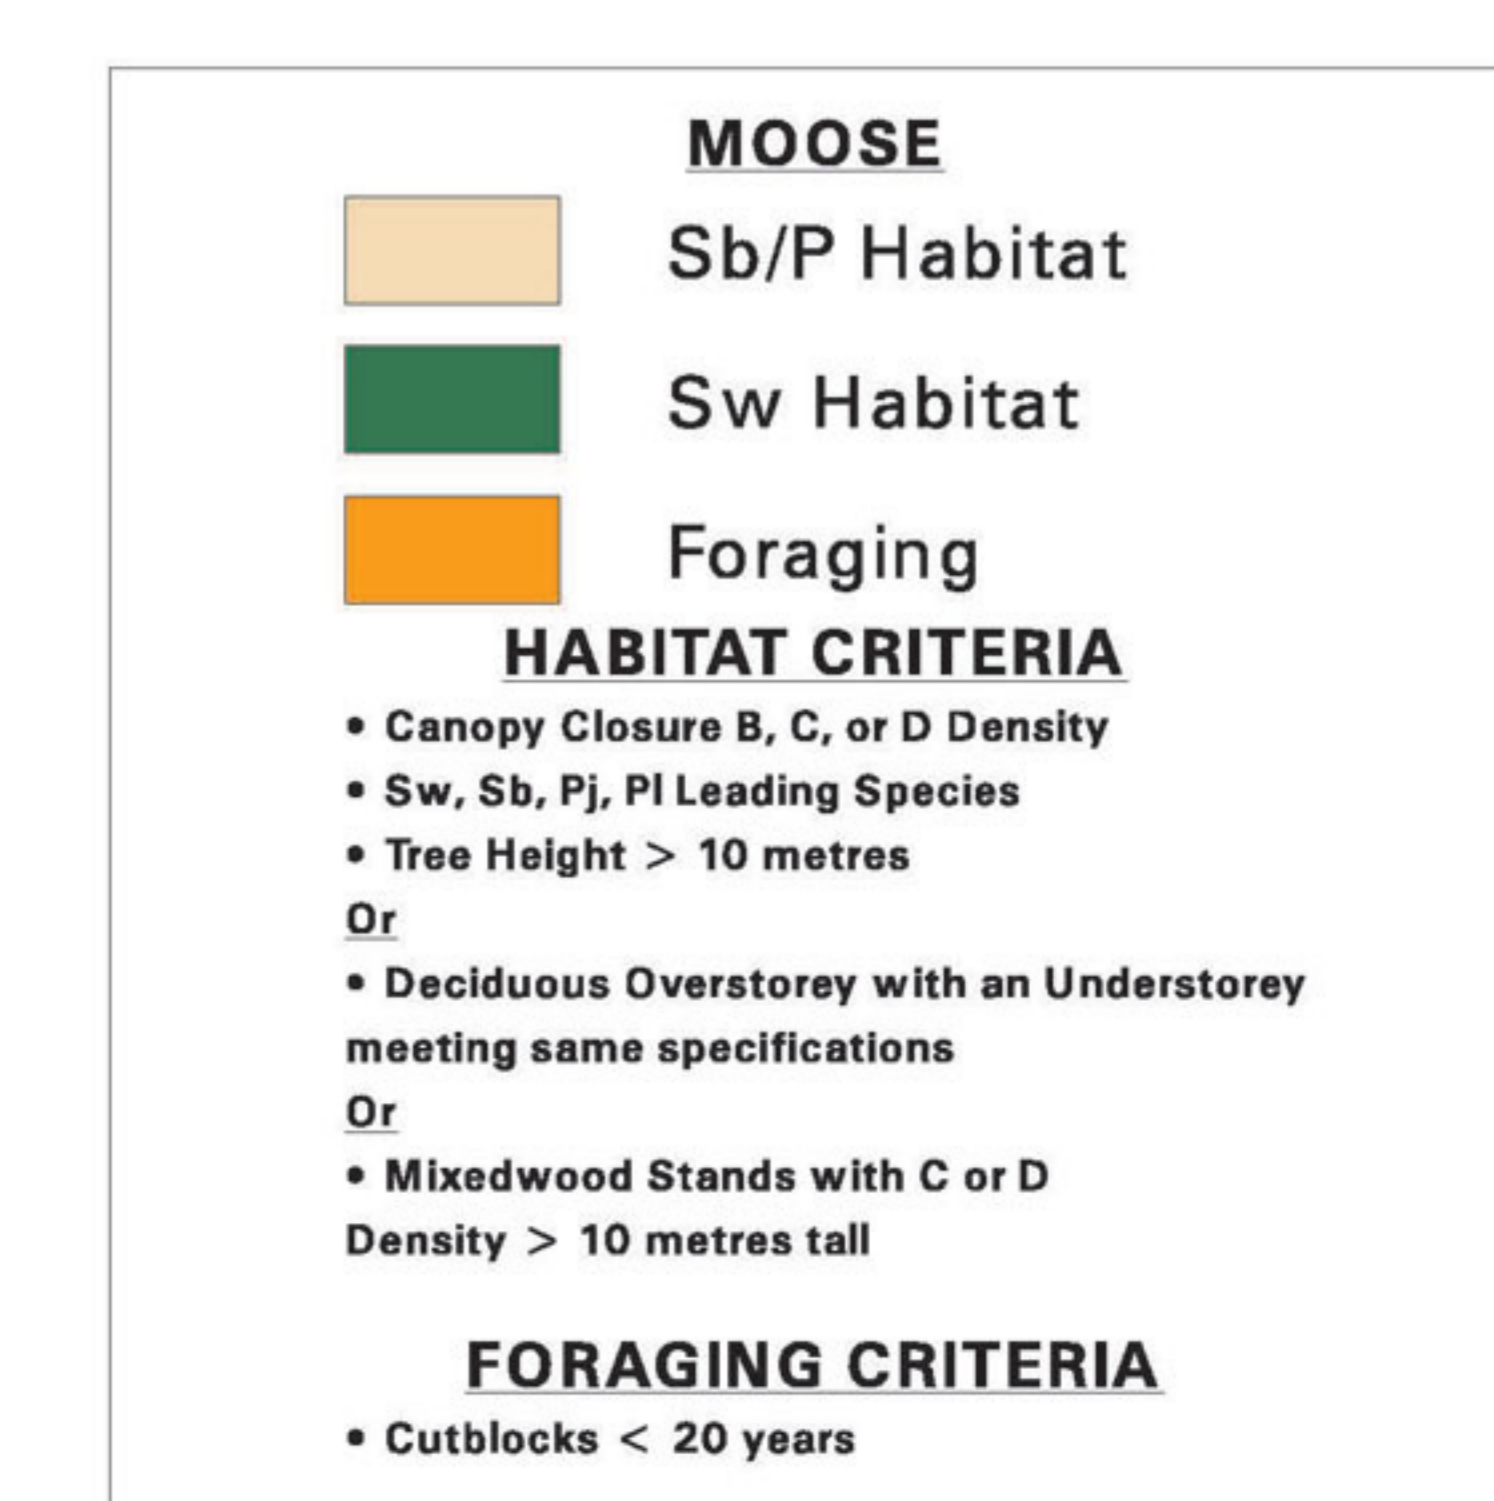 MOOSE
Sb/P Habitat
Sw Habitat
Foraging
HABITAT CRITERIA
• Canopy Closure B, C, or D Density
• Sw, Sb, Pj, Pl Leading Species
• Tree Height > 10 metres
Or
• Deciduous Overstorey with an Understorey
meeting same specifications
Or
• Mixedwood Stands with C or D
Density > 10 metres tall
FORAGING CRITERIA
• Cutblocks < 20 years